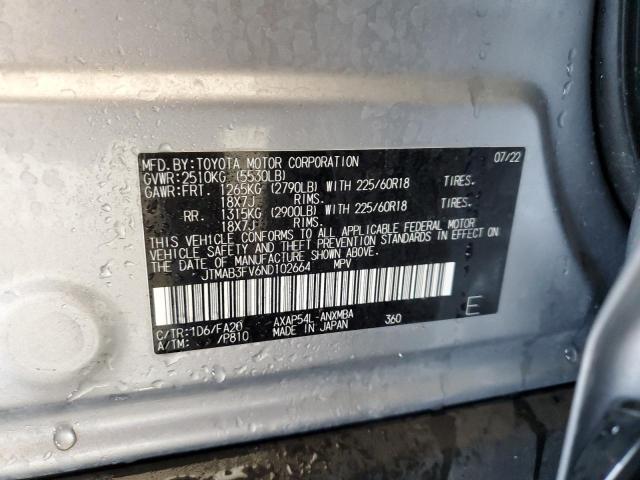 MFD.BY:TOYOTA MOTOR CORPORATION 07/22
GVWR:2510KG (5530LB)
GAWR:FRT. 1265KG (2790LB) WITH 225/60R18 TIRES.
18X7J RIMS.
RR. 1315KG (2900LB) WITH 225/60R18 TIRES.
18X7J RIMS.
THIS VEHICLE CONFORMS TO ALL APPLICABLE FEDERAL MOTOR
VEHICLE SAFETY AND THEFT PREVENTION STANDARDS IN EFFECT ON
THE DATE OF MANUFACTURE SHOWN ABOVE.
JTMAB3FV6ND102664 MPV
C/TR:1D6/FA20 AXAP54L-ANXMBA 360 E
A/TM: /P810 MADE IN JAPAN